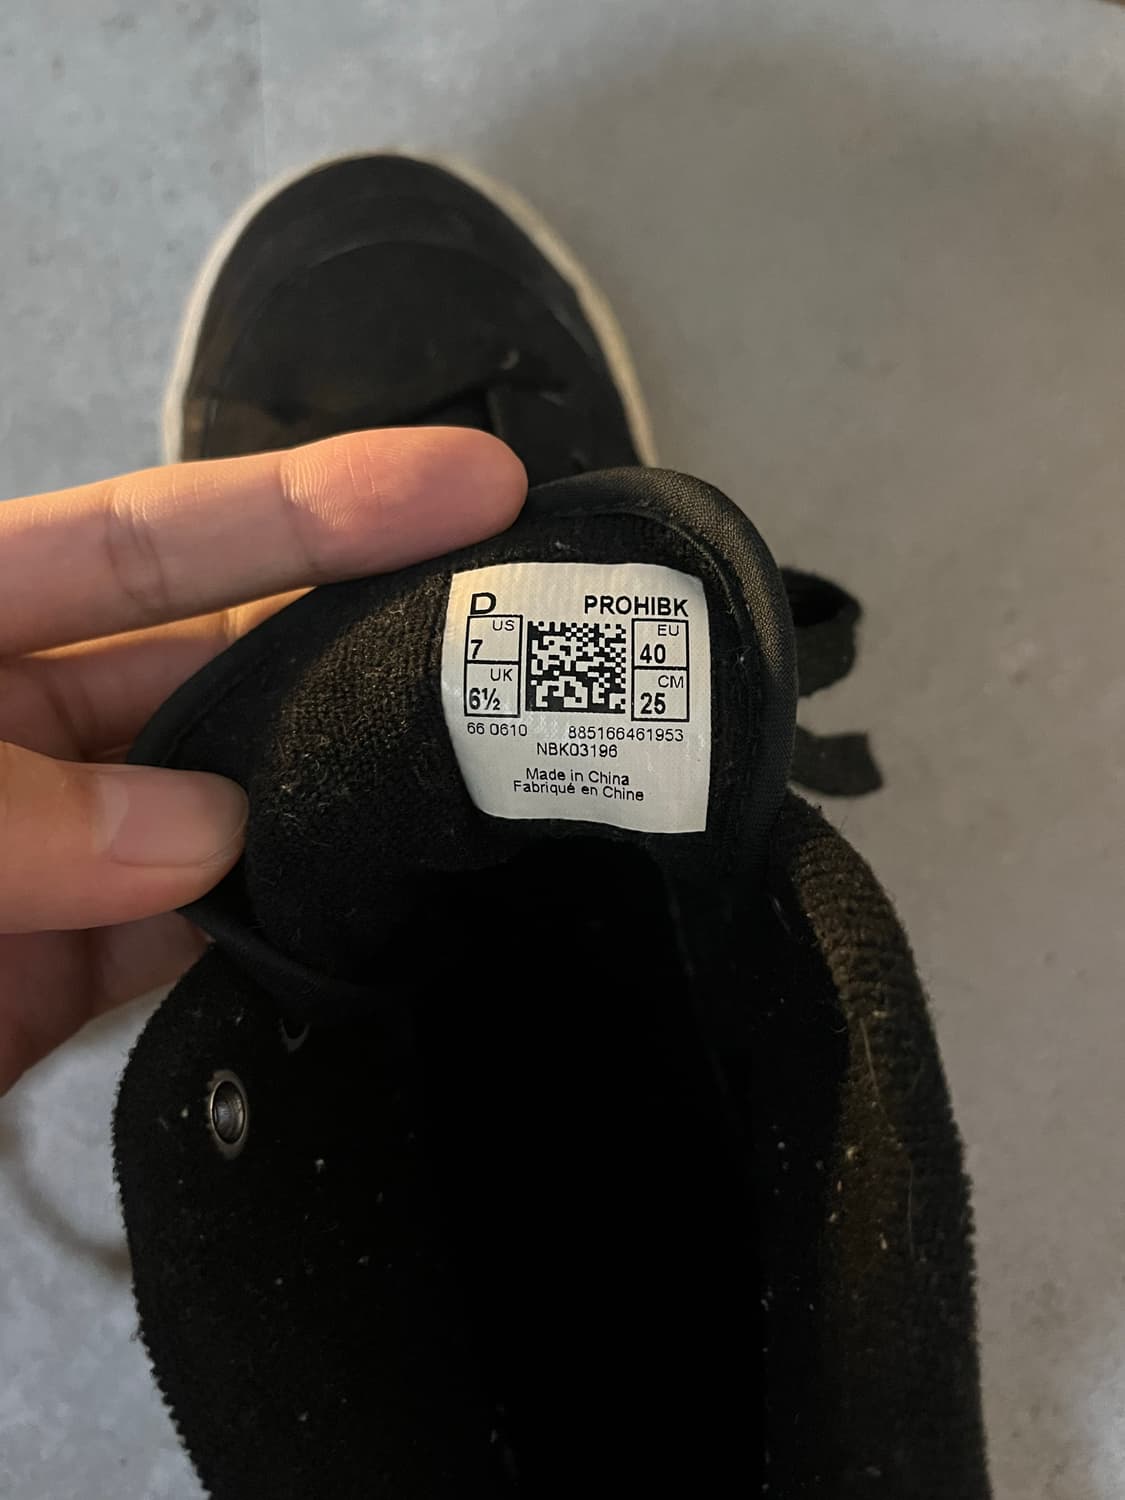 D PROHIBK
US EU
7 40
UK CM
6½ 25
66 0610 885166461953
NBK03196
Made in China
Fabriqué en Chine